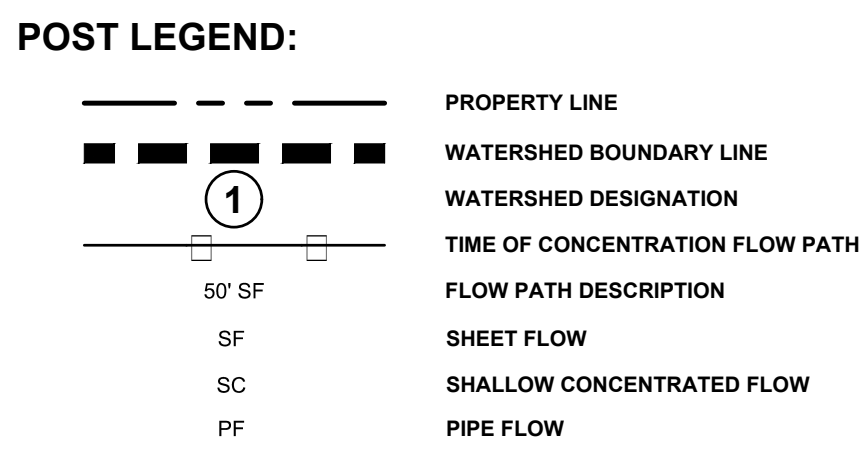 POST LEGEND:
PROPERTY LINE
WATERSHED BOUNDARY LINE
1 WATERSHED DESIGNATION
TIME OF CONCENTRATION FLOW PATH
50' SF FLOW PATH DESCRIPTION
SF SHEET FLOW
SC SHALLOW CONCENTRATED FLOW
PF PIPE FLOW